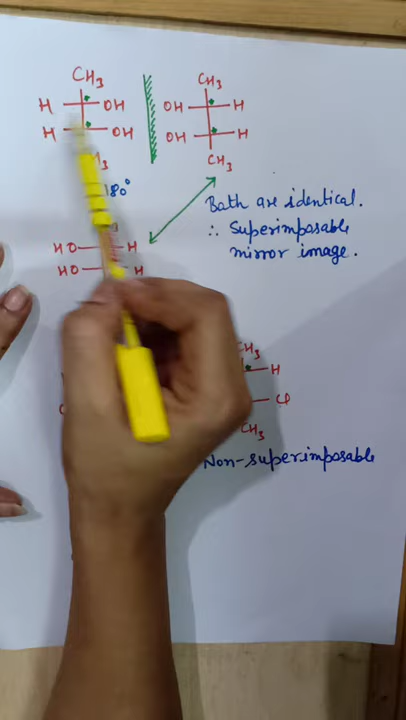 CH3 CH3
H OH OH H
H OH OH H
CH3
180°
Bath are identical.
∴ Superimposable
mirror image.
HO H
HO H
CH3
H
Cl
CH3
Non-superimposable